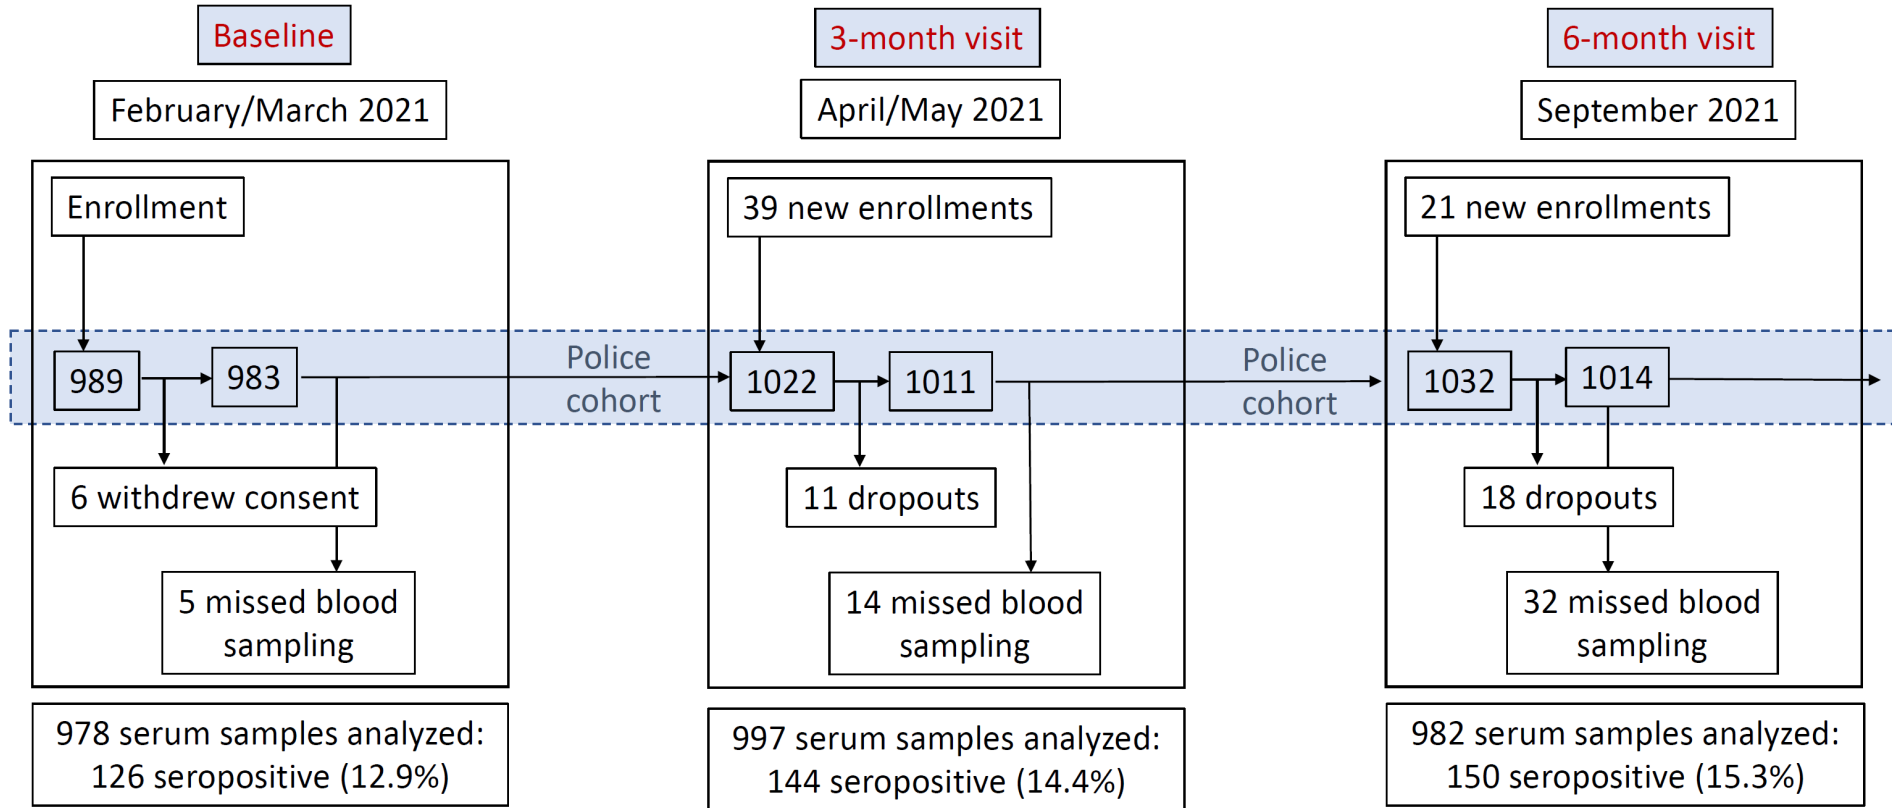 Baseline
February/March 2021
Enrollment
989
983
6 withdrew consent
5 missed blood
sampling
978 serum samples analyzed:
126 seropositive (12.9%)
Police
cohort
3-month visit
April/May 2021
39 new enrollments
1022
1011
11 dropouts
14 missed blood
sampling
997 serum samples analyzed:
144 seropositive (14.4%)
Police
cohort
6-month visit
September 2021
21 new enrollments
1032
1014
18 dropouts
32 missed blood
sampling
982 serum samples analyzed:
150 seropositive (15.3%)